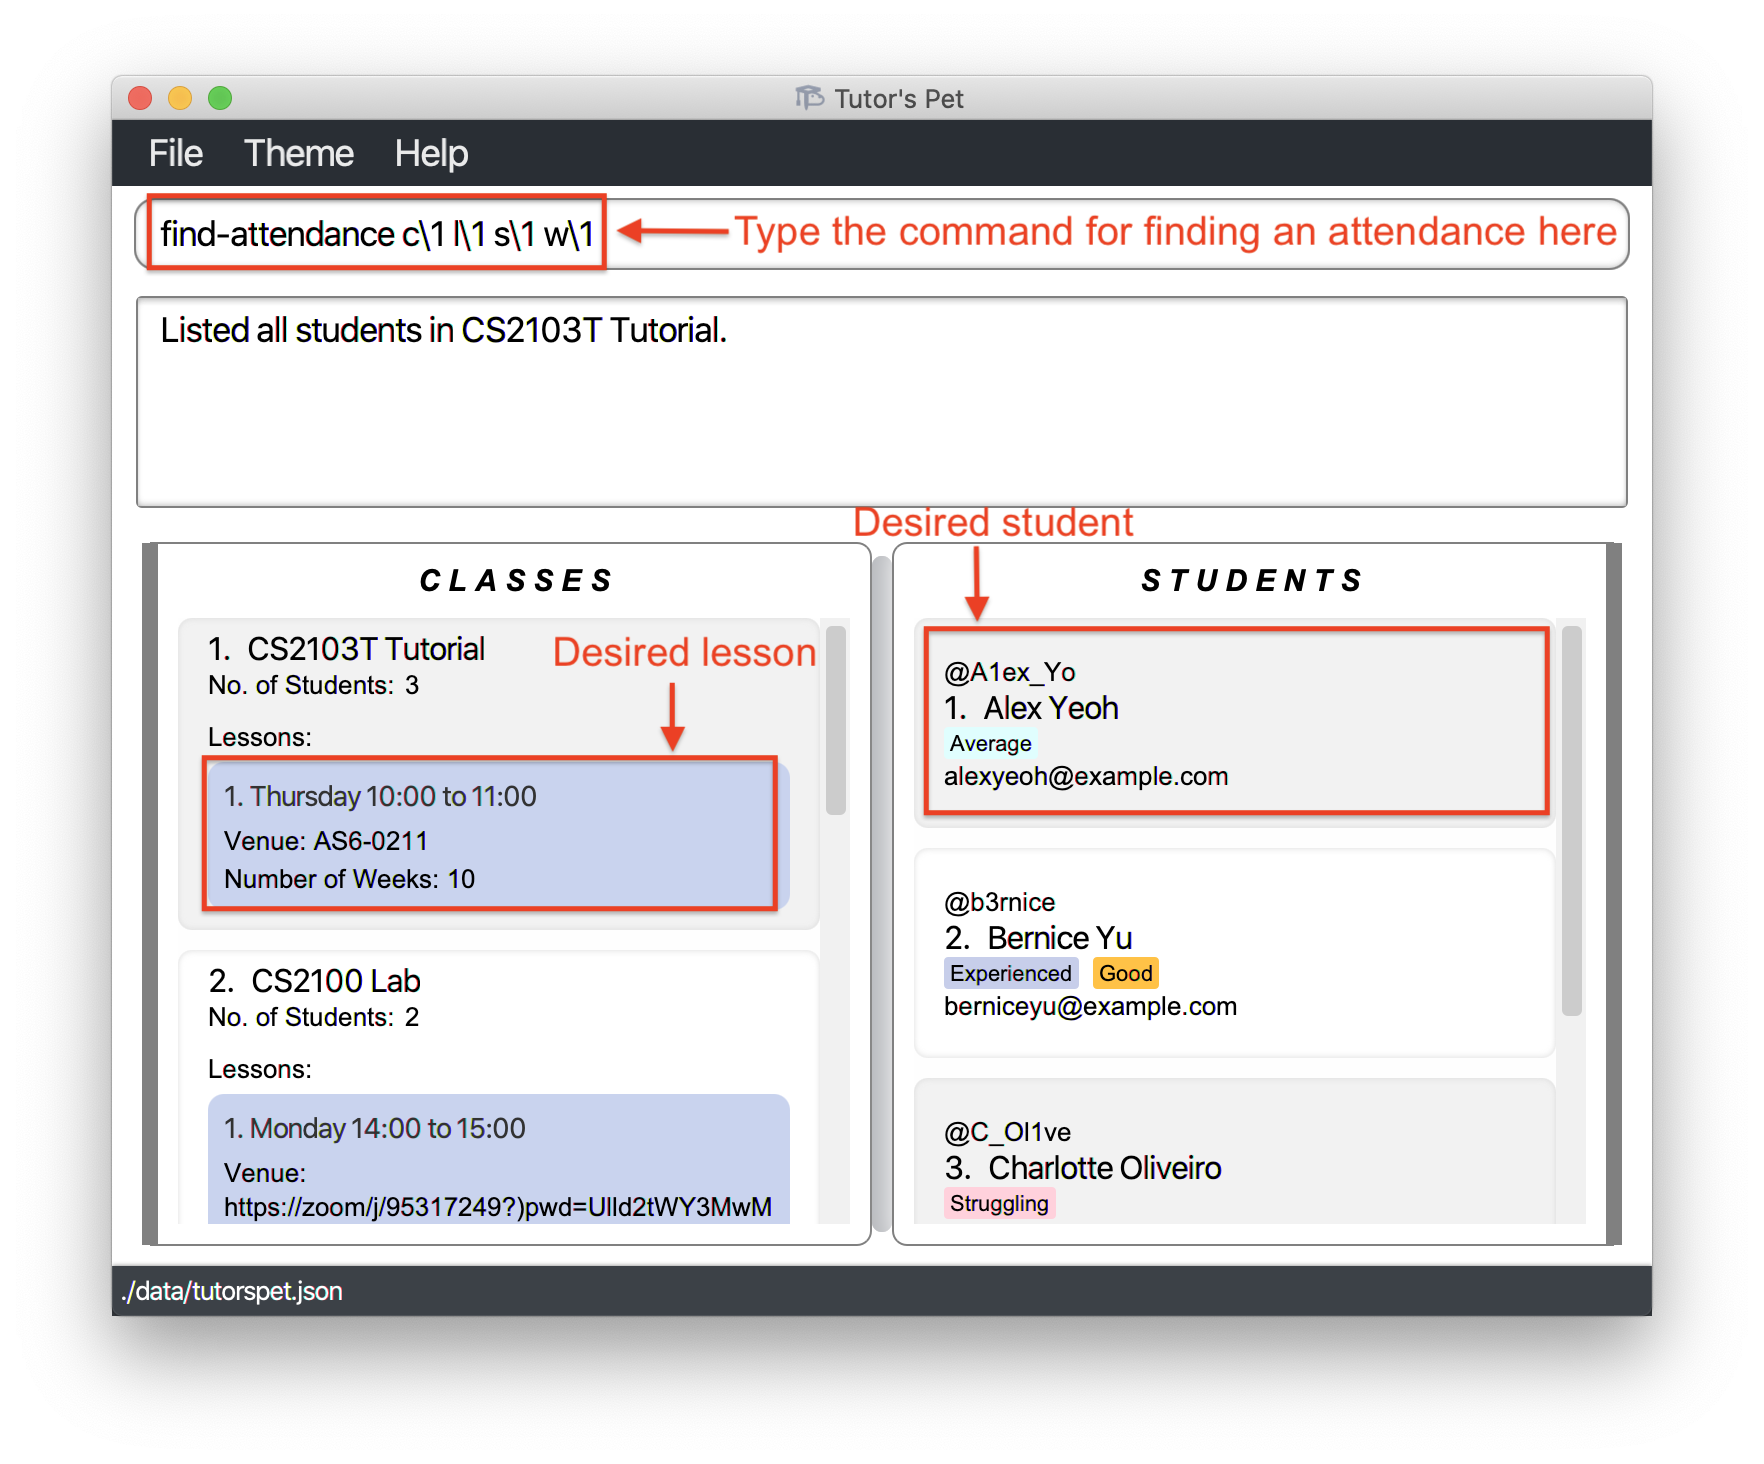 Tutor's Pet
File Theme Help
find-attendance c\1 l\1 s\1 w\1
Type the command for finding an attendance here
Listed all students in CS2103T Tutorial.
Desired student
CLASSES
1. CS2103T Tutorial
Desired lesson
No. of Students: 3
Lessons:
1. Thursday 10:00 to 11:00
Venue: AS6-0211
Number of Weeks: 10
2. CS2100 Lab
No. of Students: 2
Lessons:
1. Monday 14:00 to 15:00
Venue:
https://zoom/j/95317249?)pwd=Ulld2tWY3MwM
STUDENTS
@A1ex_Yo
1. Alex Yeoh
Average
alexyeoh@example.com
@b3rnice
2. Bernice Yu
Experienced Good
berniceyu@example.com
@C_Ol1ve
3. Charlotte Oliveiro
Struggling
./data/tutorspet.json